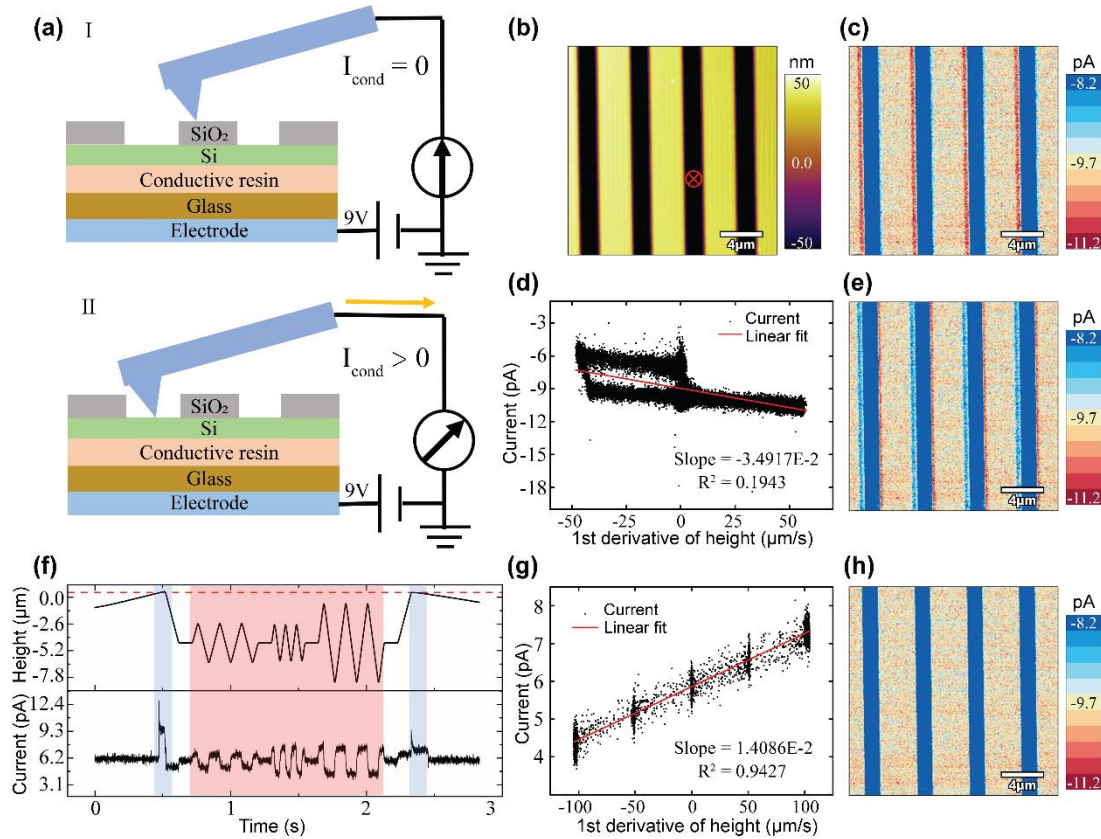 (a)
I
I_cond = 0
SiO₂
Si
Conductive resin
Glass
Electrode
9V
II
I_cond > 0
SiO₂
Si
Conductive resin
Glass
Electrode
9V
(b)
nm
50
0.0
-50
4μm
(c)
pA
-8.2
-9.7
-11.2
4μm
(d)
-3
-6
-9
-12
-15
-18
Current (pA)
Current
Linear fit
Slope = -3.4917E-2
R² = 0.1943
-50 -25 0 25 50
1st derivative of height (μm/s)
(e)
pA
-8.2
-9.7
-11.2
4μm
(f)
Height (μm)
0.0
-2.6
-5.2
-7.8
Current (pA)
12.4
9.3
6.2
3.1
0 1 2 3
Time (s)
(g)
8
7
6
5
4
3
Current (pA)
Current
Linear fit
Slope = 1.4086E-2
R² = 0.9427
-100 -50 0 50 100
1st derivative of height (μm/s)
(h)
pA
-8.2
-9.7
-11.2
4μm